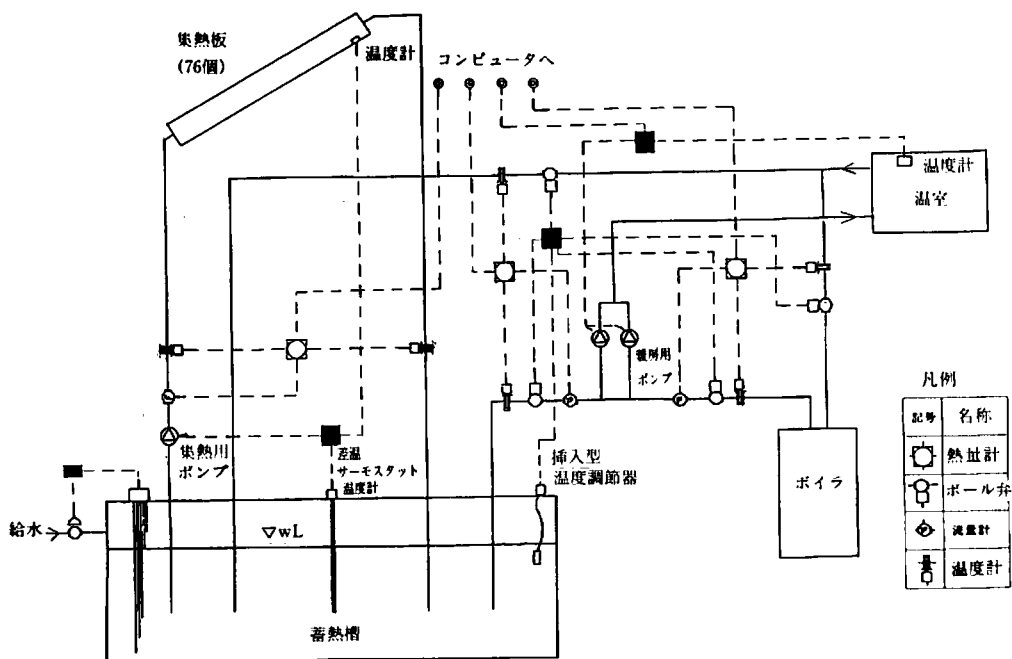 集熱板
(76個)
温度計
コンピュータへ
温度計
温室
暖房用
ポンプ
集熱用
ポンプ
差温
サーモスタット
温度計
挿入型
温度調節器
給水
▽wL
蓄熱槽
ボイラ
凡例
記号 名称
熱量計
ボール弁
P 流量計
温度計